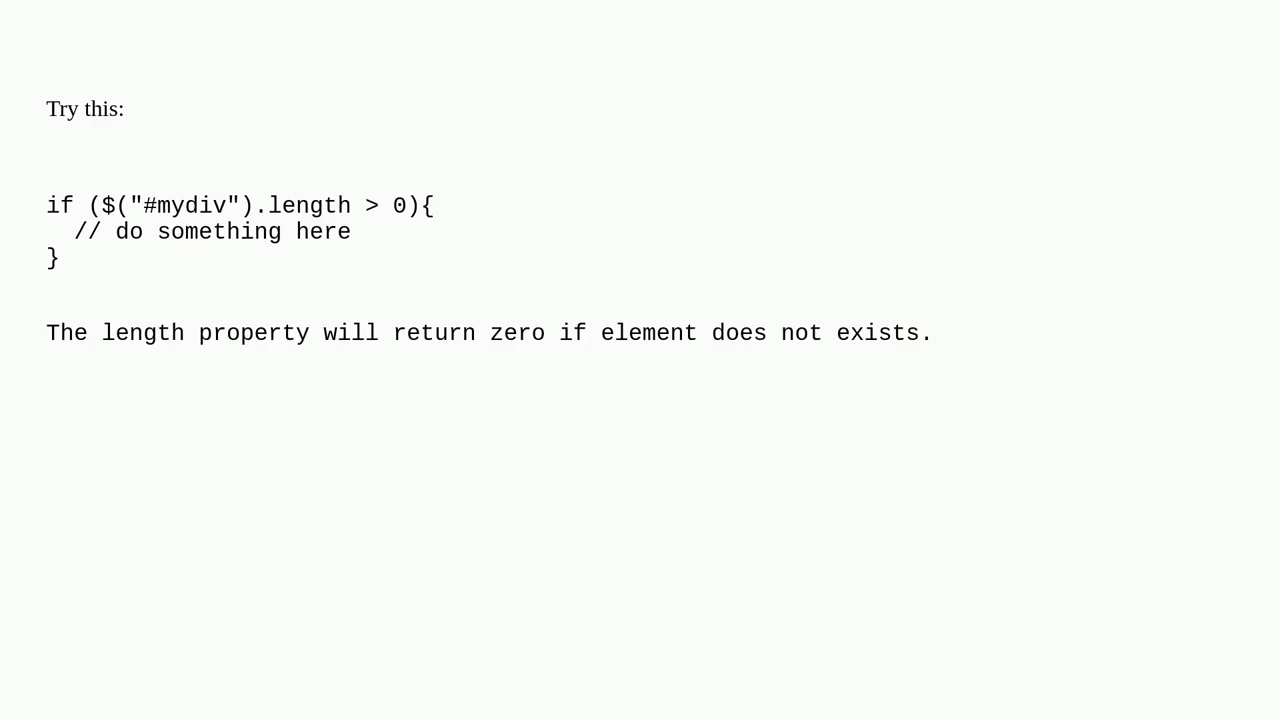 Try this:
if ($("#mydiv").length > 0){
  // do something here
}
The length property will return zero if element does not exists.